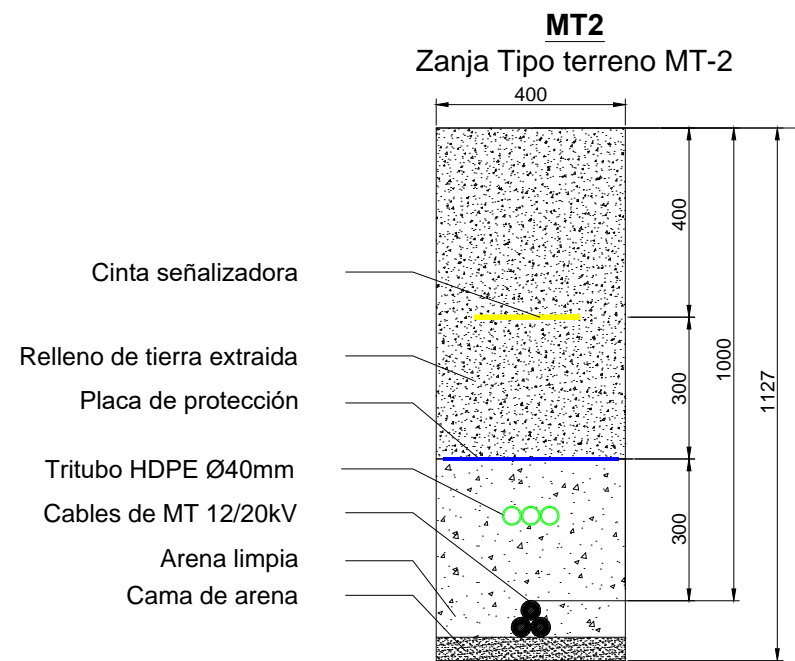 MT2
Zanja Tipo terreno MT-2
400
400
Cinta señalizadora
300
1000
1127
Relleno de tierra extraida
Placa de protección
Tritubo HDPE Ø40mm
Cables de MT 12/20kV
300
Arena limpia
Cama de arena